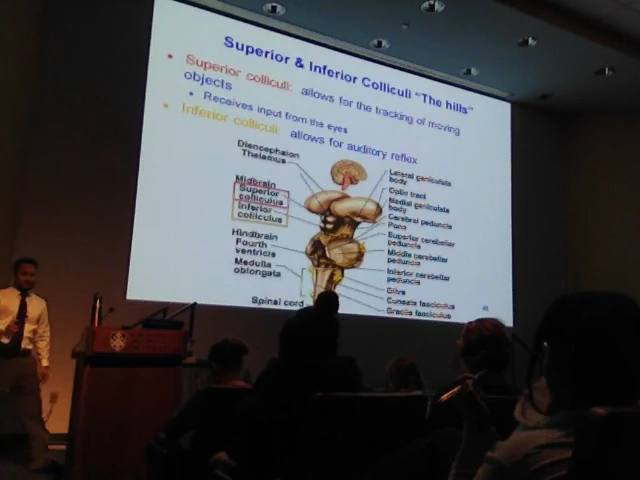 Superior & Inferior Colliculi "The hills"
• Superior colliculi: allows for the tracking of moving
objects
• Receives input from the eyes
• Inferior colliculi: allows for auditory reflex
Diencephalon
Thalamus
Midbrain
Superior
colliculus
Inferior
colliculus
Hindbrain
Fourth
ventricle
Medulla
oblongata
Spinal cord
Lateral geniculate
body
Optic tract
Medial geniculate
body
Cerebral peduncle
Pons
Superior cerebellar
peduncle
Middle cerebellar
peduncle
Inferior cerebellar
peduncle
Olive
Cuneate fasciculus
Gracile fasciculus